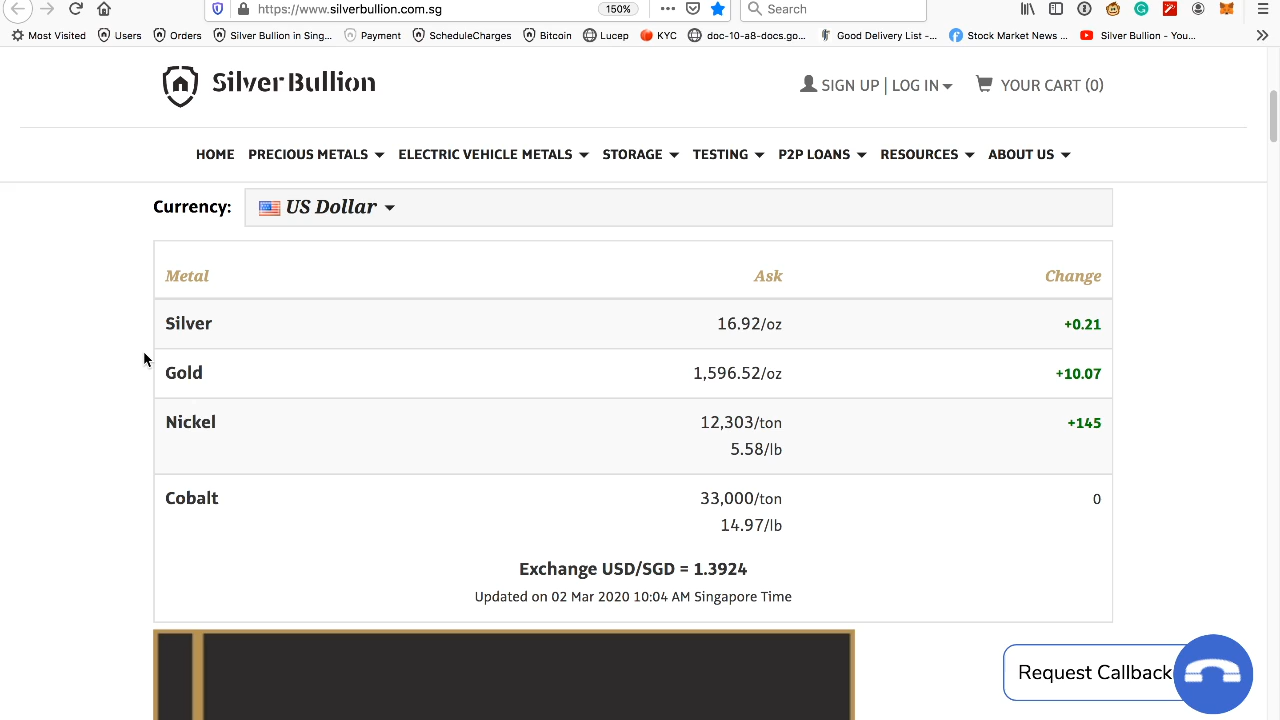 https://www.silverbullion.com.sg
150%
Search
Most Visited
Users
Orders
Silver Bullion in Sing...
Payment
ScheduleCharges
Bitcoin
Lucep
KYC
doc-10-a8-docs.go...
Good Delivery List -...
Stock Market News ...
Silver Bullion - You...
Silver Bullion
SIGN UP | LOG IN
YOUR CART (0)
HOME PRECIOUS METALS ELECTRIC VEHICLE METALS STORAGE TESTING P2P LOANS RESOURCES ABOUT US
Currency: US Dollar
Metal Ask Change
Silver 16.92/oz +0.21
Gold 1,596.52/oz +10.07
Nickel 12,303/ton +145
5.58/lb
Cobalt 33,000/ton 0
14.97/lb
Exchange USD/SGD = 1.3924
Updated on 02 Mar 2020 10:04 AM Singapore Time
Request Callback